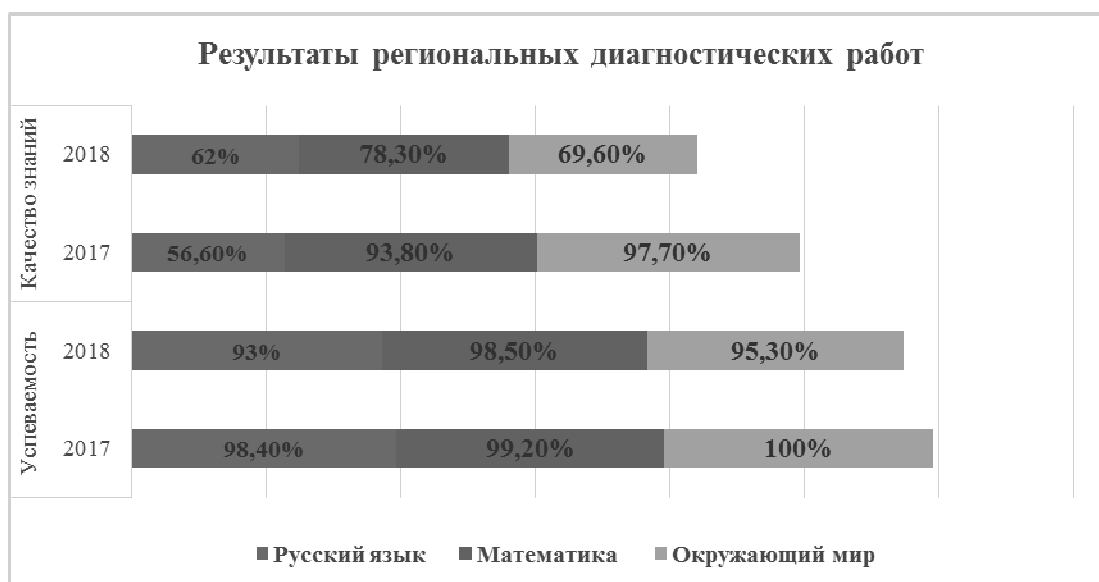 Результаты региональных диагностических работ
Качество знаний
2018
62%
78,30%
69,60%
2017
56,60%
93,80%
97,70%
Успеваемость
2018
93%
98,50%
95,30%
2017
98,40%
99,20%
100%
Русский язык
Математика
Окружающий мир